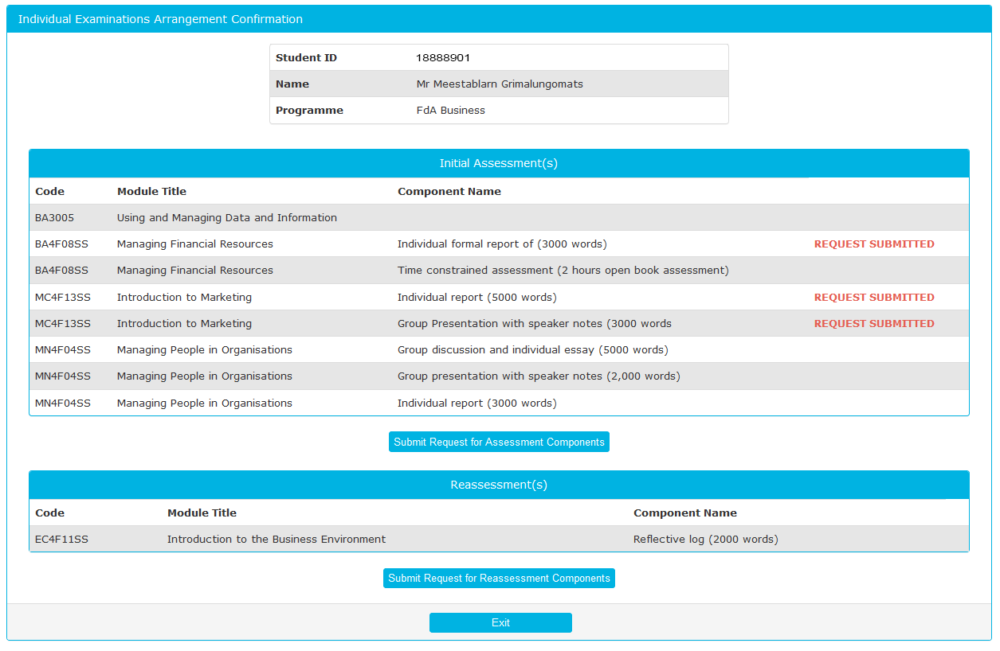 Individual Examinations Arrangement Confirmation
Student ID 18888901
Name Mr Meestablarn Grimalungomats
Programme FdA Business
Initial Assessment(s)
Code Module Title Component Name
BA3005 Using and Managing Data and Information
BA4F08SS Managing Financial Resources Individual formal report of (3000 words) REQUEST SUBMITTED
BA4F08SS Managing Financial Resources Time constrained assessment (2 hours open book assessment)
MC4F13SS Introduction to Marketing Individual report (5000 words) REQUEST SUBMITTED
MC4F13SS Introduction to Marketing Group Presentation with speaker notes (3000 words REQUEST SUBMITTED
MN4F04SS Managing People in Organisations Group discussion and individual essay (5000 words)
MN4F04SS Managing People in Organisations Group presentation with speaker notes (2,000 words)
MN4F04SS Managing People in Organisations Individual report (3000 words)
Submit Request for Assessment Components
Reassessment(s)
Code Module Title Component Name
EC4F11SS Introduction to the Business Environment Reflective log (2000 words)
Submit Request for Reassessment Components
Exit